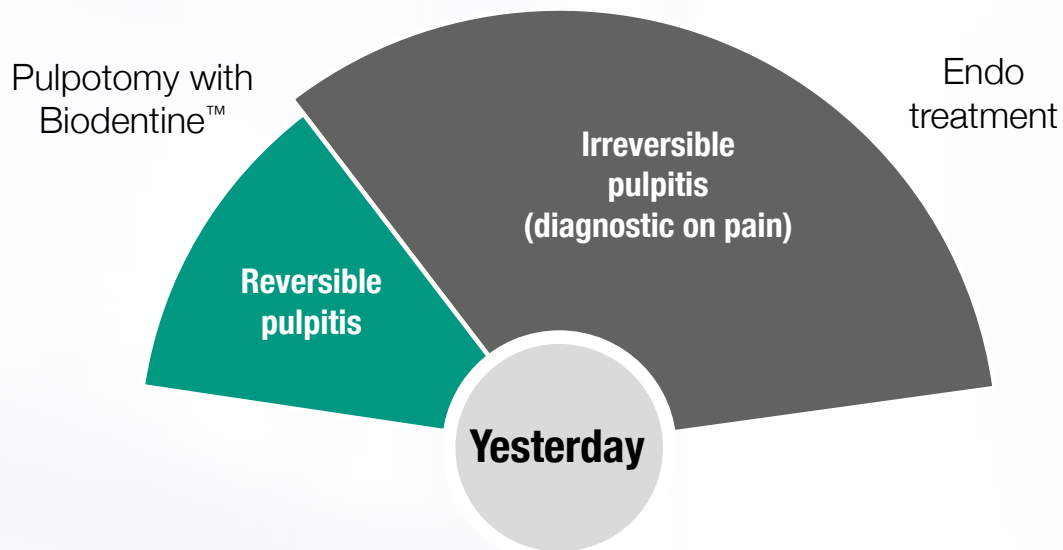 Pulpotomy with
Biodentine™
Endo
treatment
Irreversible
pulpitis
(diagnostic on pain)
Reversible
pulpitis
Yesterday